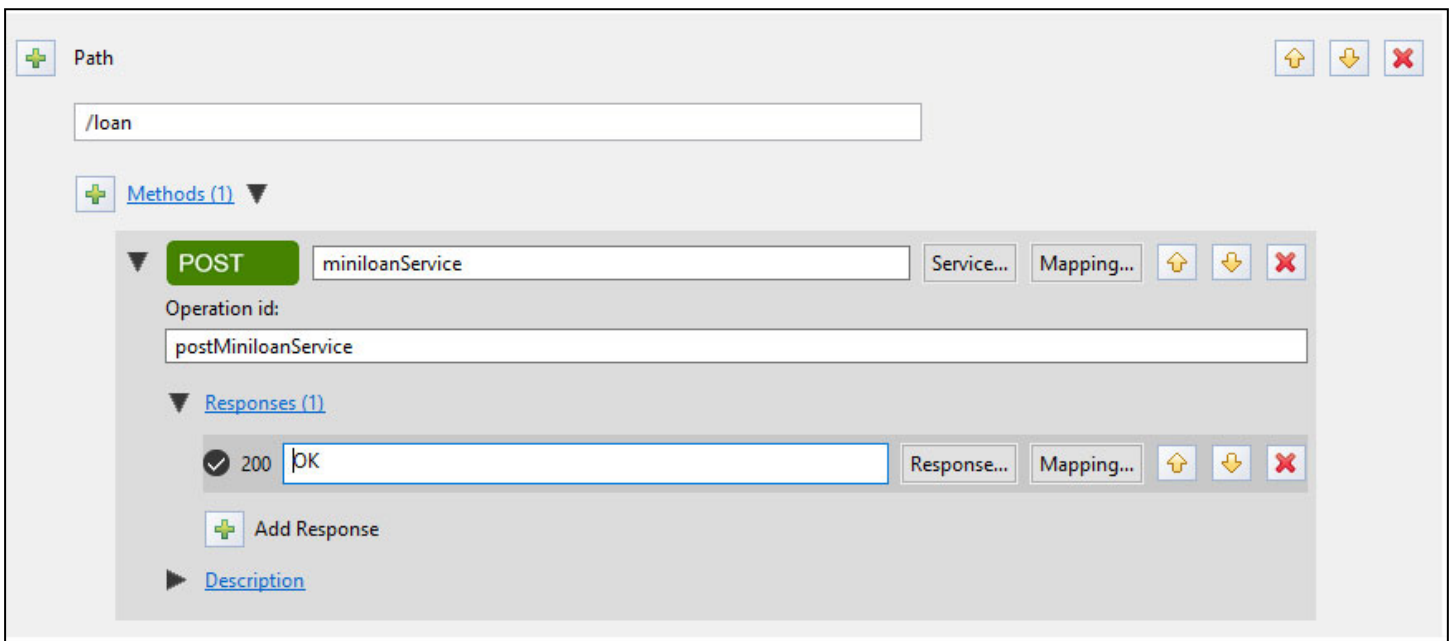 Path
/loan
Methods (1)
POST miniloanService Service... Mapping...
Operation id:
postMiniloanService
Responses (1)
200 OK Response... Mapping...
Add Response
Description